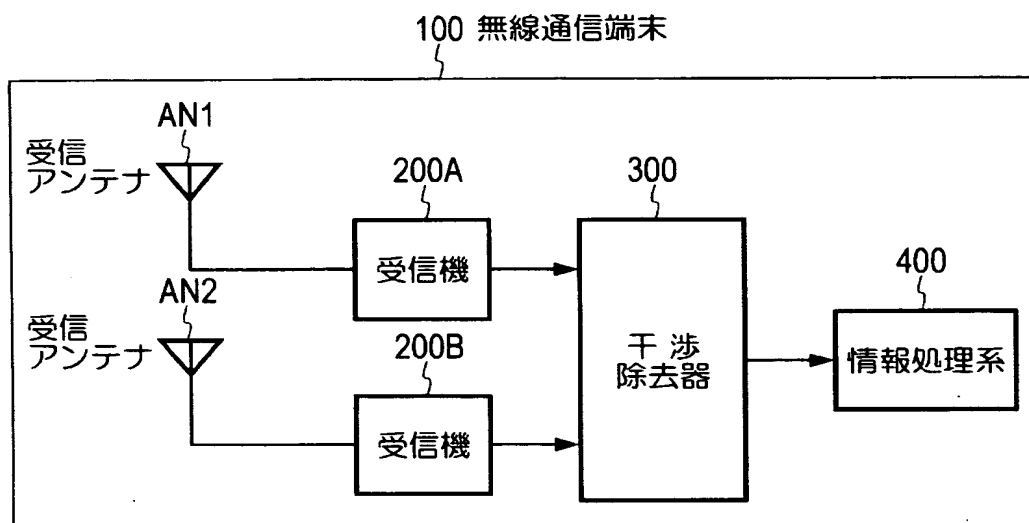 100 無線通信端末
AN1
受信
アンテナ
200A
受信機
300
干渉
除去器
400
情報処理系
AN2
受信
アンテナ
200B
受信機